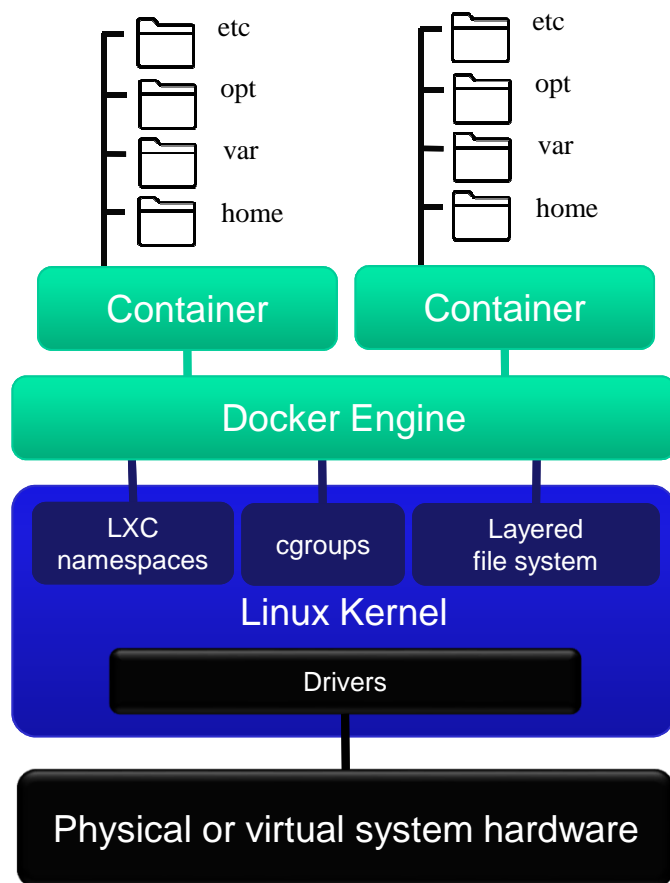 etc
opt
var
home
etc
opt
var
home
Container
Container
Docker Engine
LXC
namespaces
cgroups
Layered
file system
Linux Kernel
Drivers
Physical or virtual system hardware